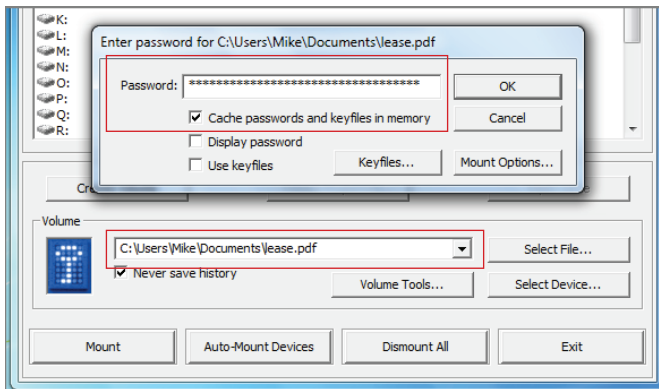 K:
L:
M:
N:
O:
P:
Q:
R:
Enter password for C:\Users\Mike\Documents\lease.pdf
Password: **********************************
OK
Cache passwords and keyfiles in memory
Cancel
Display password
Use keyfiles
Keyfiles...
Mount Options...
Volume
C:\Users\Mike\Documents\lease.pdf
Select File...
Never save history
Volume Tools...
Select Device...
Mount
Auto-Mount Devices
Dismount All
Exit